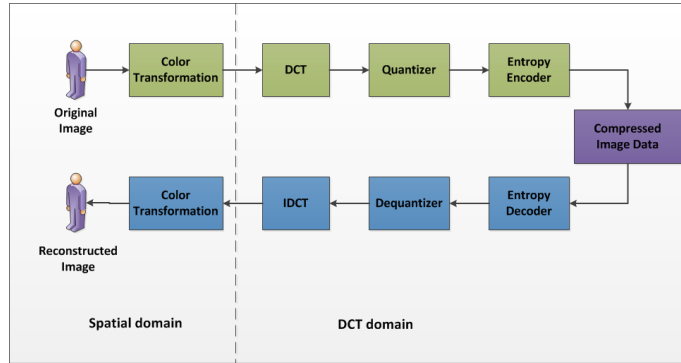 Color
Transformation
DCT
Quantizer
Entropy
Encoder
Original
Image
Compressed
Image Data
Color
Transformation
IDCT
Dequantizer
Entropy
Decoder
Reconstructed
Image
Spatial domain
DCT domain